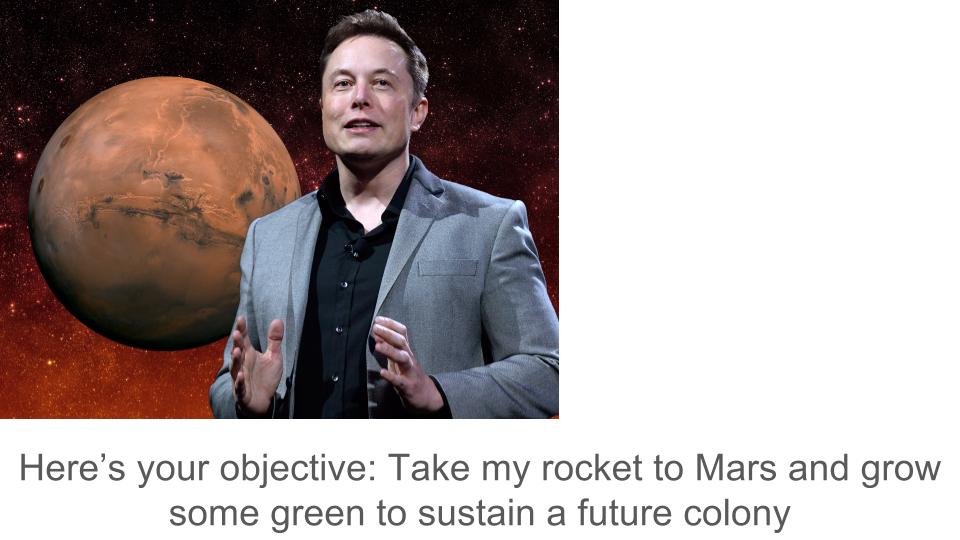 Here’s your objective: Take my rocket to Mars and grow
some green to sustain a future colony